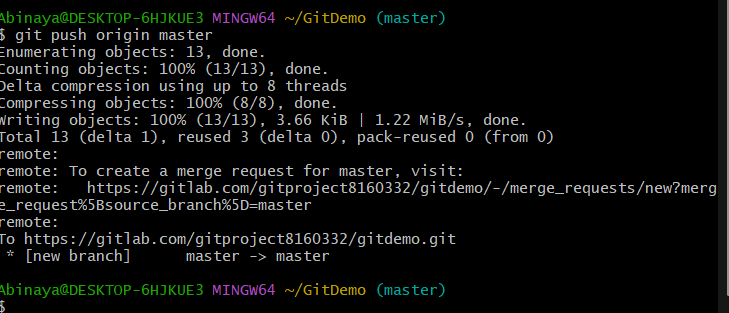 Abinaya@DESKTOP-6HJKUE3 MINGW64 ~/GitDemo (master)
$ git push origin master
Enumerating objects: 13, done.
Counting objects: 100% (13/13), done.
Delta compression using up to 8 threads
Compressing objects: 100% (8/8), done.
Writing objects: 100% (13/13), 3.66 KiB | 1.22 MiB/s, done.
Total 13 (delta 1), reused 3 (delta 0), pack-reused 0 (from 0)
remote:
remote: To create a merge request for master, visit:
remote:   https://gitlab.com/gitproject8160332/gitdemo/-/merge_requests/new?merg
e_request%5Bsource_branch%5D=master
remote:
To https://gitlab.com/gitproject8160332/gitdemo.git
 * [new branch]      master -> master
Abinaya@DESKTOP-6HJKUE3 MINGW64 ~/GitDemo (master)
$